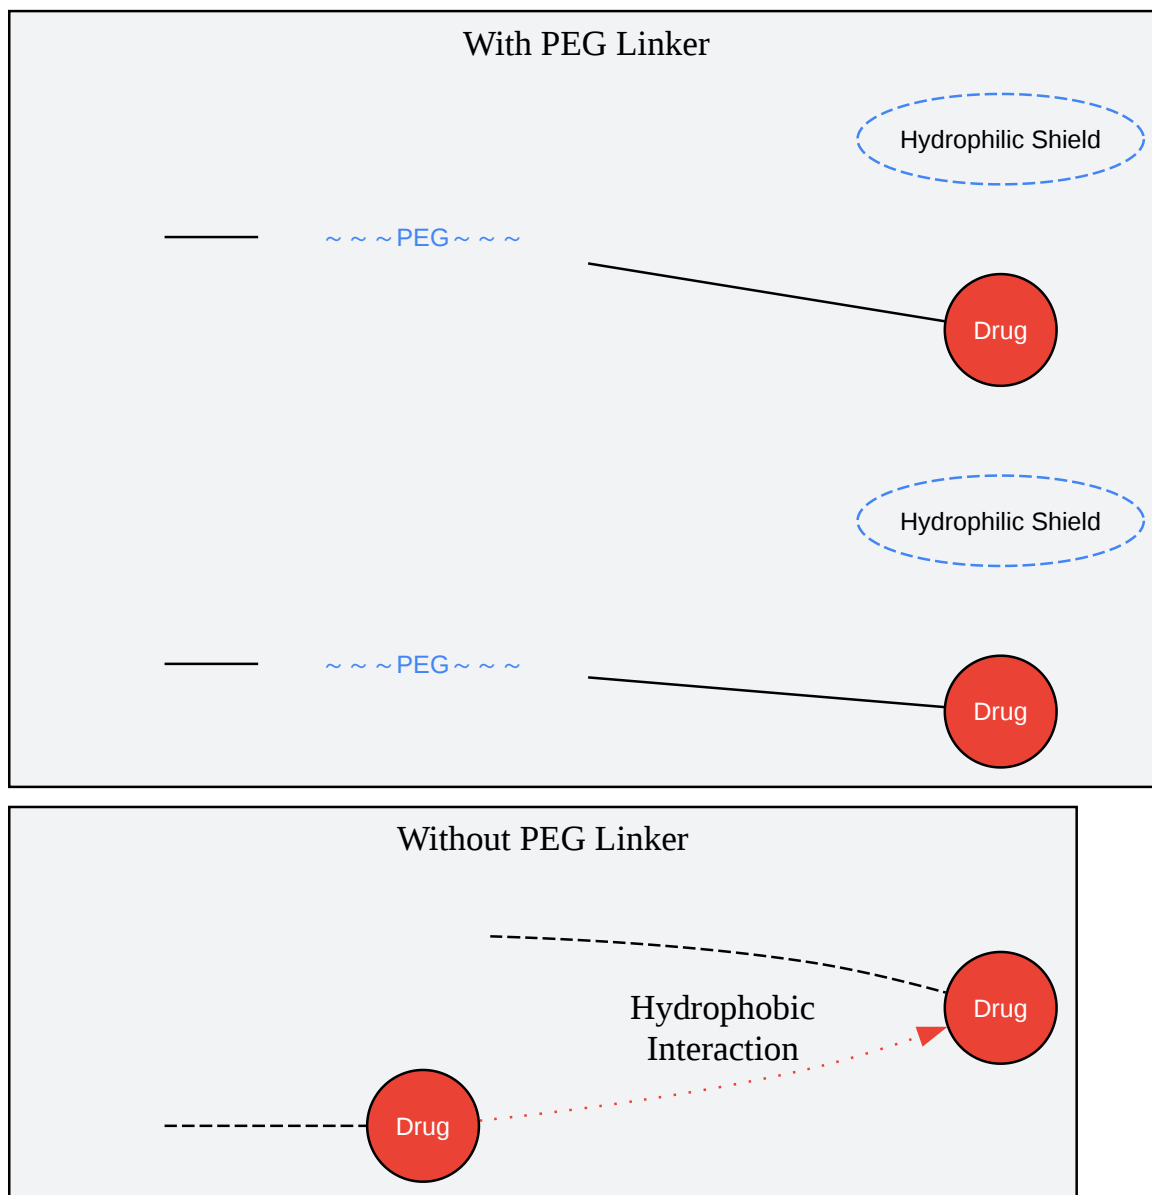 With PEG Linker
Hydrophilic Shield
~~~PEG~~~
Drug
Hydrophilic Shield
~~~PEG~~~
Drug
Without PEG Linker
Hydrophobic
Interaction
Drug
Drug